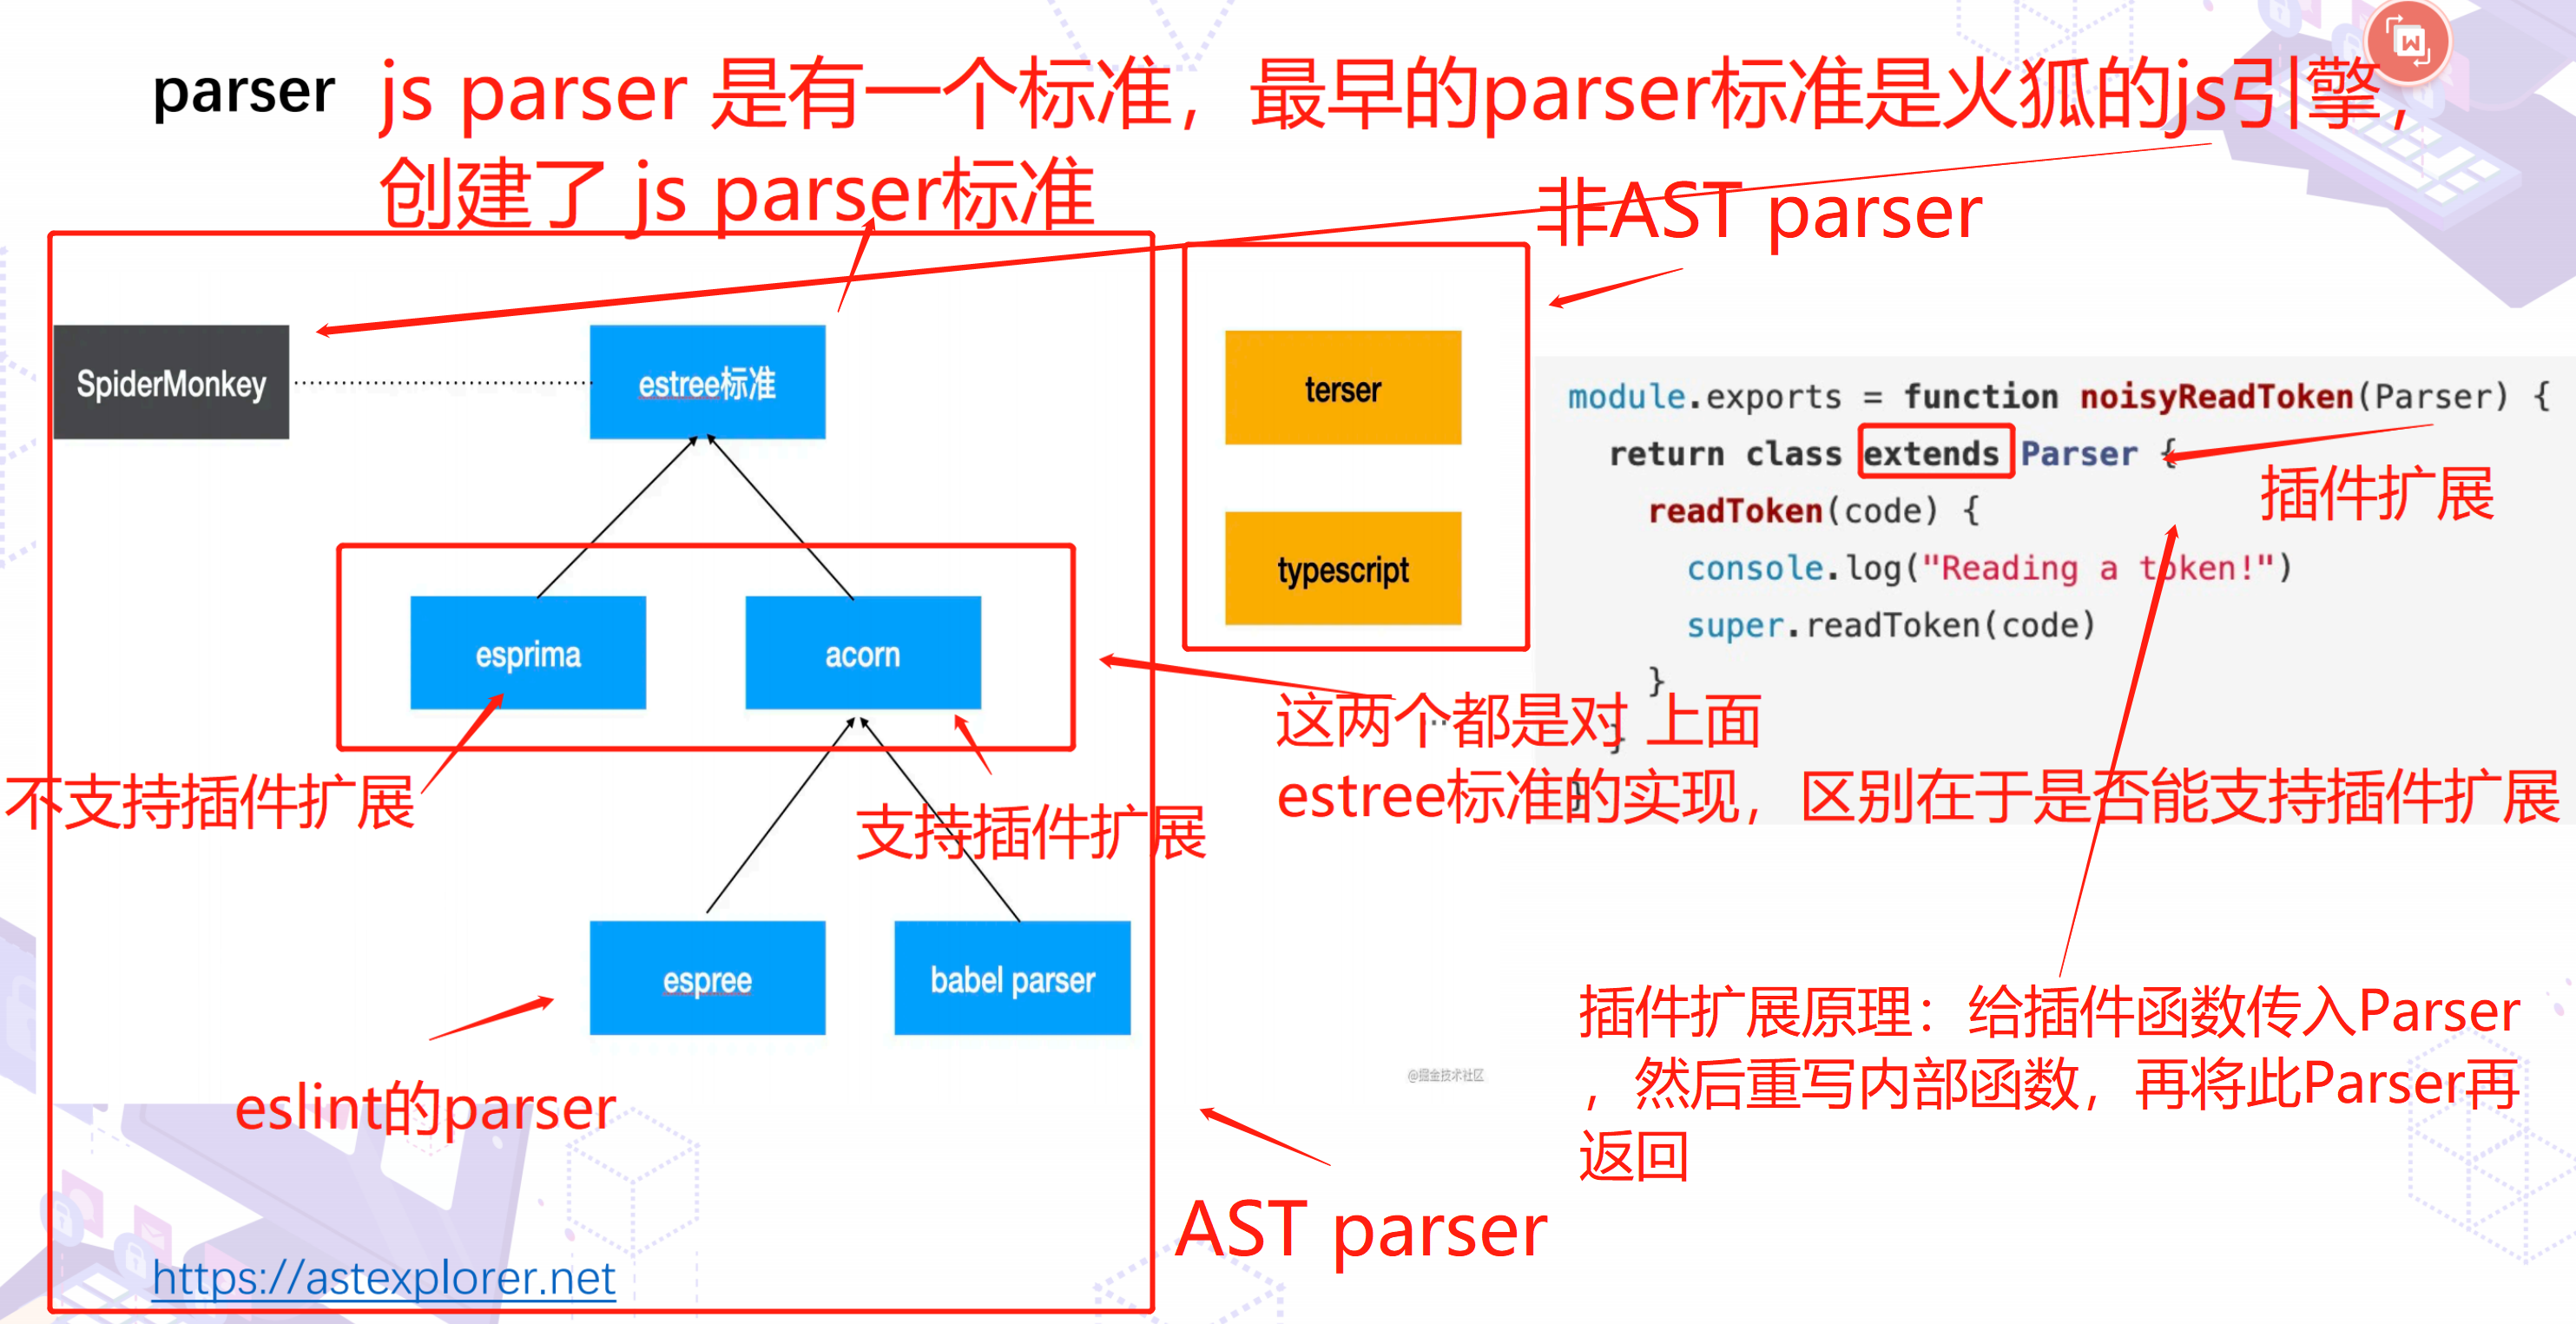 parser
js parser 是有一个标准，最早的parser标准是火狐的js引擎，
创建了 js parser标准
非AST parser
SpiderMonkey
estree标准
terser
typescript
esprima
acorn
不支持插件扩展
支持插件扩展
espree
babel parser
eslint的parser
https://astexplorer.net
AST parser
module.exports = function noisyReadToken(Parser) {
return class extends Parser {
readToken(code) {
console.log("Reading a token!")
super.readToken(code)
}
}
}
插件扩展
这两个都是对 上面
estree标准的实现，区别在于是否能支持插件扩展
插件扩展原理：给插件函数传入Parser
，然后重写内部函数，再将此Parser再
返回
@掘金技术社区